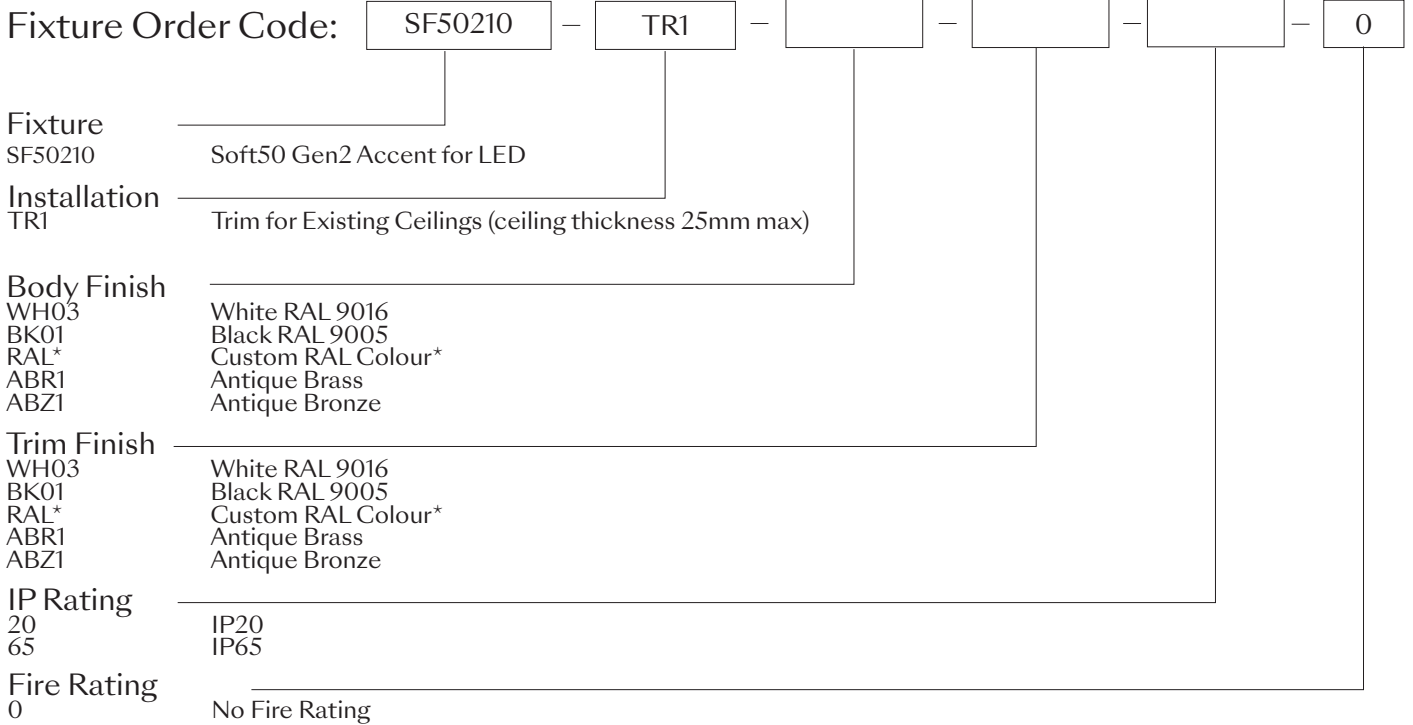 Fixture Order Code: SF50210 – TR1 – – – – 0
Fixture
SF50210 Soft50 Gen2 Accent for LED
Installation
TR1 Trim for Existing Ceilings (ceiling thickness 25mm max)
Body Finish
WH03 White RAL 9016
BK01 Black RAL 9005
RAL* Custom RAL Colour*
ABR1 Antique Brass
ABZ1 Antique Bronze
Trim Finish
WH03 White RAL 9016
BK01 Black RAL 9005
RAL* Custom RAL Colour*
ABR1 Antique Brass
ABZ1 Antique Bronze
IP Rating
20 IP20
65 IP65
Fire Rating
0 No Fire Rating